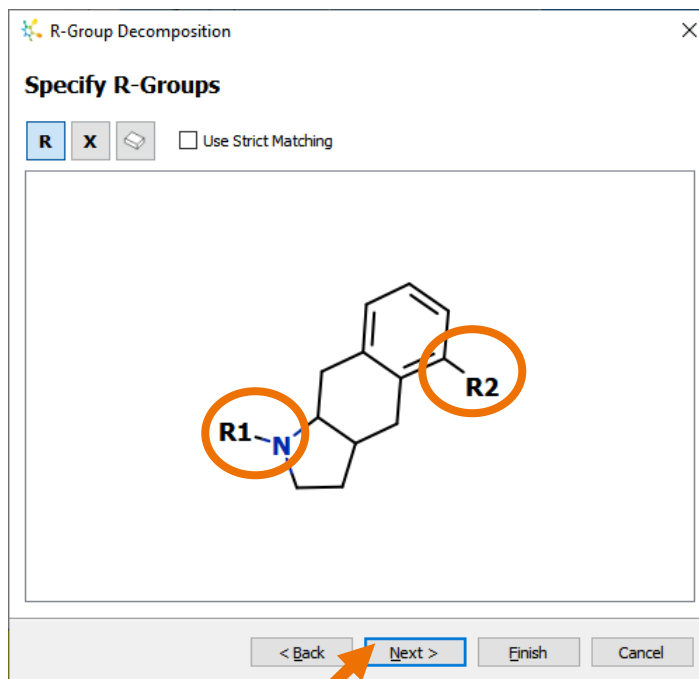 R-Group Decomposition
Specify R-Groups
R X Use Strict Matching
R2
R1
N
< Back Next > Finish Cancel